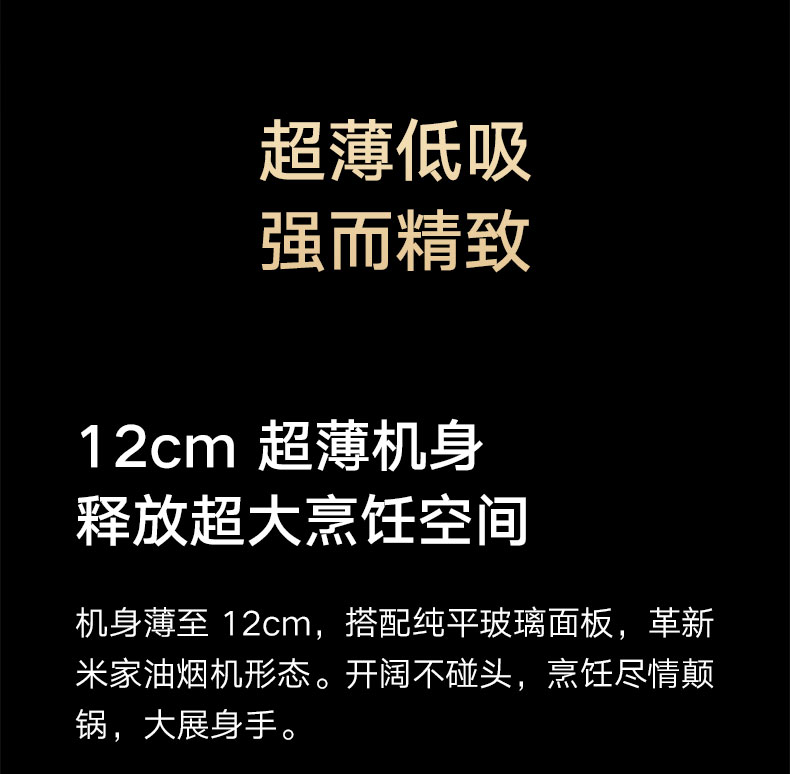 超薄低吸
强而精致
12cm 超薄机身
释放超大烹饪空间
机身薄至 12cm，搭配纯平玻璃面板，革新
米家油烟机形态。开阔不碰头，烹饪尽情颠
锅，大展身手。